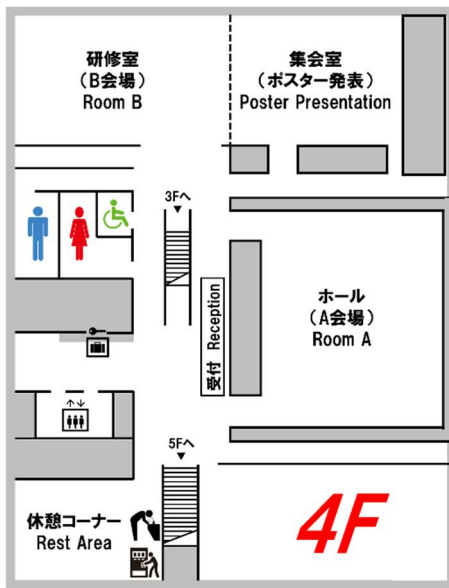 研修室
（B会場）
Room B
集会室
（ポスター発表）
Poster Presentation
3Fへ
ホール
（A会場）
Room A
受付 Reception
5Fへ
休憩コーナー
Rest Area
4F